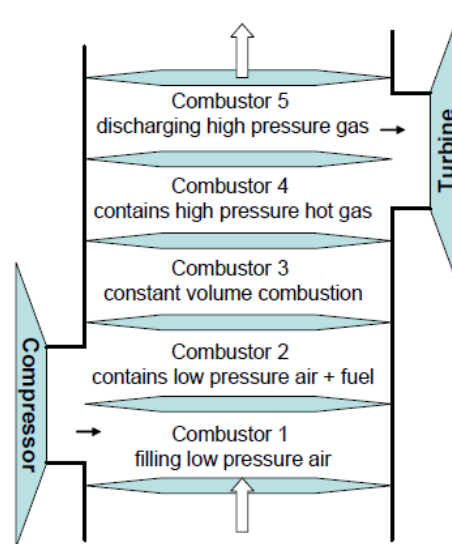 Combustor 5
discharging high pressure gas
Turbine
Combustor 4
contains high pressure hot gas
Combustor 3
constant volume combustion
Compressor
Combustor 2
contains low pressure air + fuel
Combustor 1
filling low pressure air